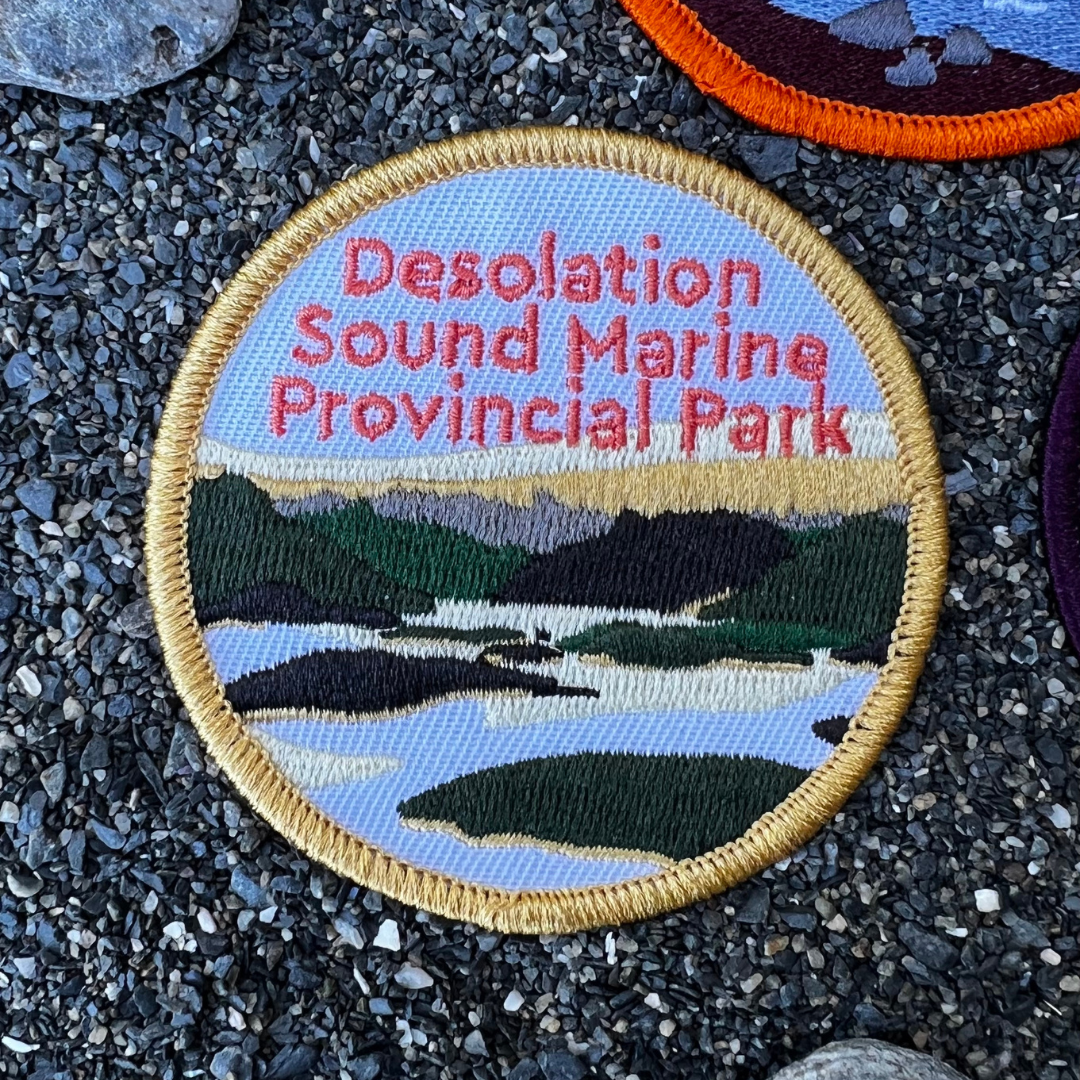 Desolation
Sound Marine
Provincial Park